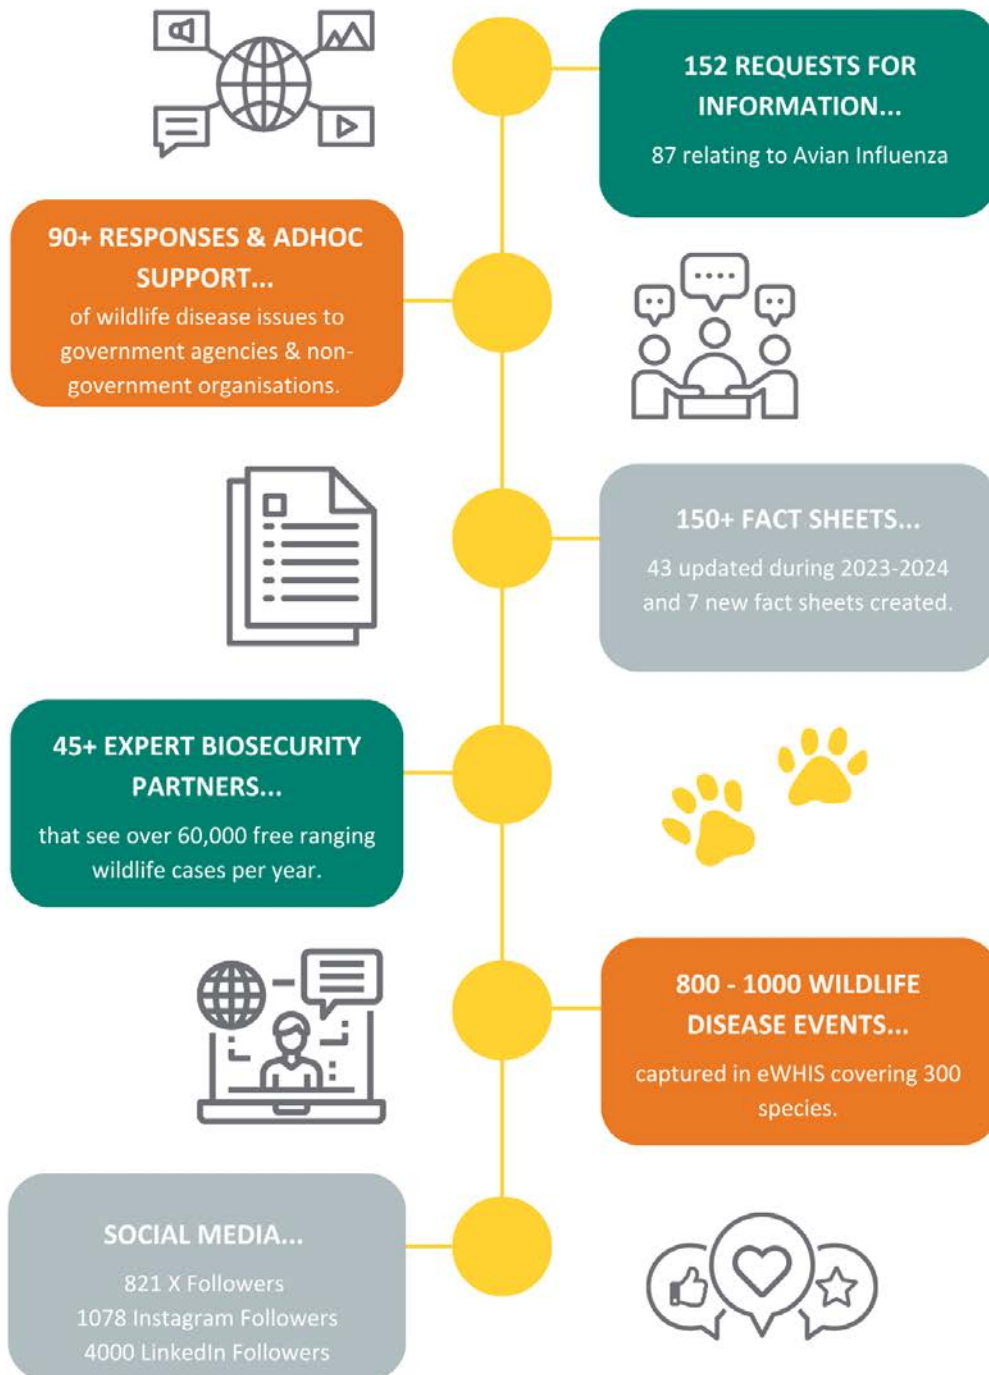 152 REQUESTS FOR
INFORMATION...
87 relating to Avian Influenza
90+ RESPONSES & ADHOC
SUPPORT...
of wildlife disease issues to
government agencies & non-
government organisations.
150+ FACT SHEETS...
43 updated during 2023-2024
and 7 new fact sheets created.
45+ EXPERT BIOSECURITY
PARTNERS...
that see over 60,000 free ranging
wildlife cases per year.
800 - 1000 WILDLIFE
DISEASE EVENTS...
captured in eWHIS covering 300
species.
SOCIAL MEDIA...
821 X Followers
1078 Instagram Followers
4000 LinkedIn Followers